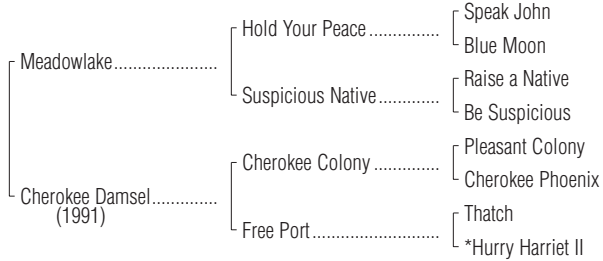 Speak John
Hold Your Peace ...............
Blue Moon
Meadowlake......................
Raise a Native
Suspicious Native.............
Be Suspicious
Pleasant Colony
Cherokee Colony ..............
Cherokee Phoenix
Cherokee Damsel..............
(1991)
Thatch
Free Port...........................
*Hurry Harriet II